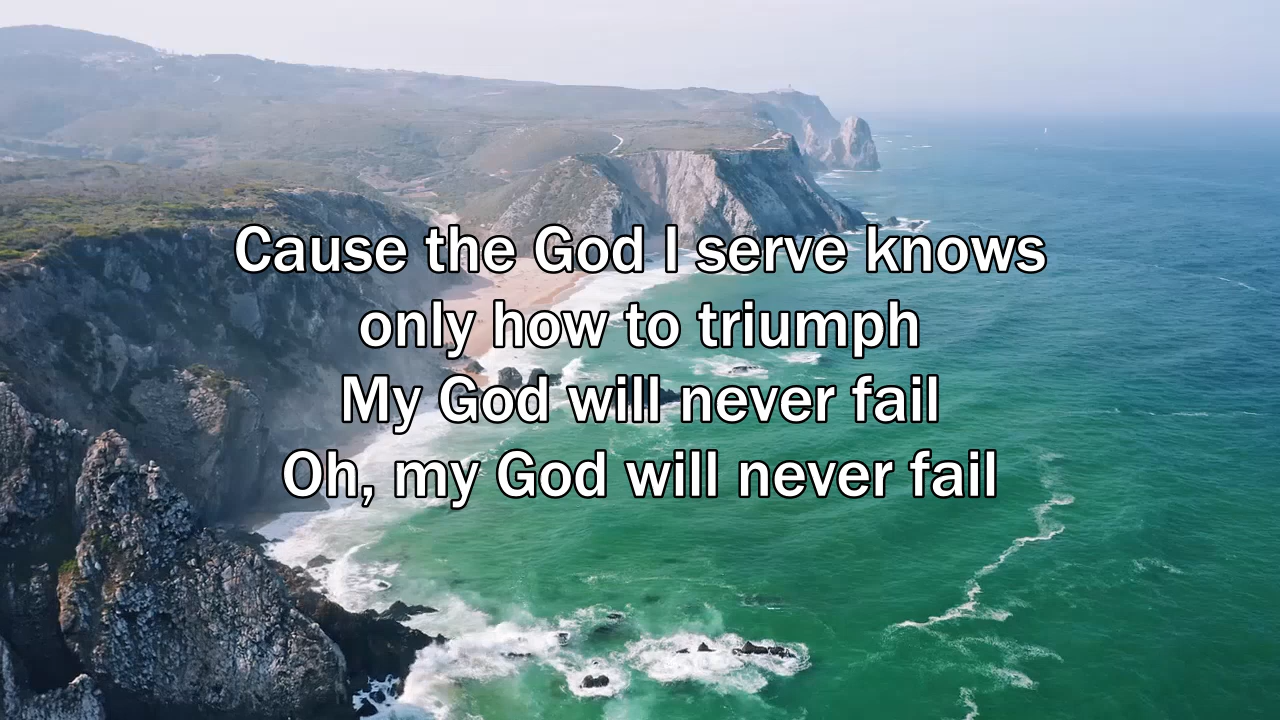 Cause the God I serve knows
only how to triumph
My God will never fail
Oh, my God will never fail